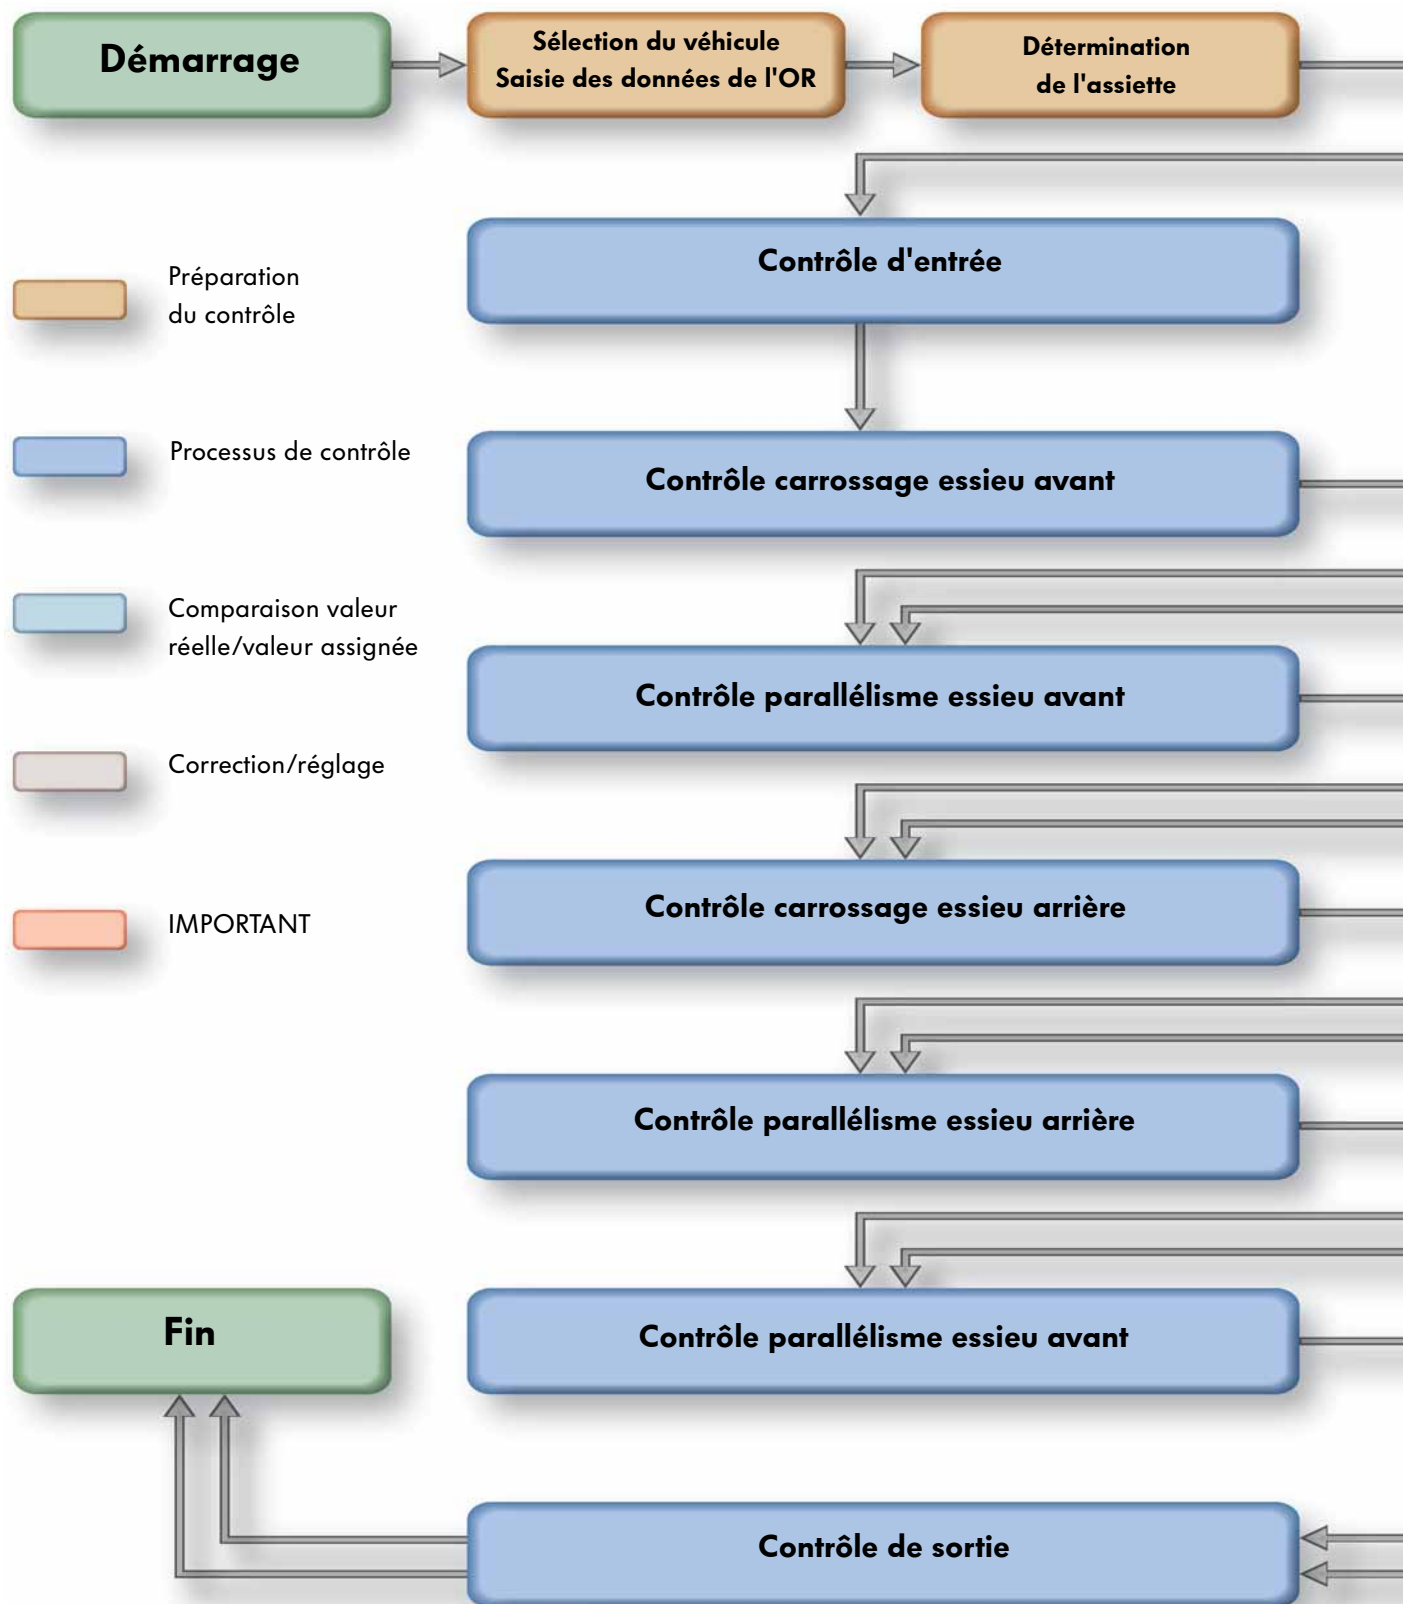 Démarrage
Sélection du véhicule
Saisie des données de l'OR
Détermination
de l'assiette
Contrôle d'entrée
Préparation
du contrôle
Processus de contrôle
Contrôle carrossage essieu avant
Comparaison valeur
réelle/valeur assignée
Contrôle parallélisme essieu avant
Correction/réglage
Contrôle carrossage essieu arrière
IMPORTANT
Contrôle parallélisme essieu arrière
Fin
Contrôle parallélisme essieu avant
Contrôle de sortie